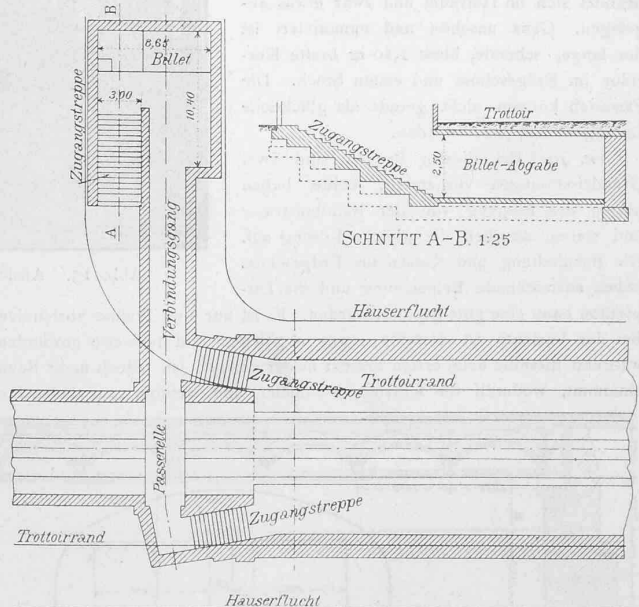 B
6,65
Billet
3,00
10,40
Zugangstreppe
A
Verbindungsgang
Zugangstreppe
Trottoir
2,50
Billet-Abgabe
SCHNITT A-B. 1:25
Hauserflucht
Zugangstreppe
Trottoirrand
Passerelle
Zugangstreppe
Trottoirrand
Hauserflucht